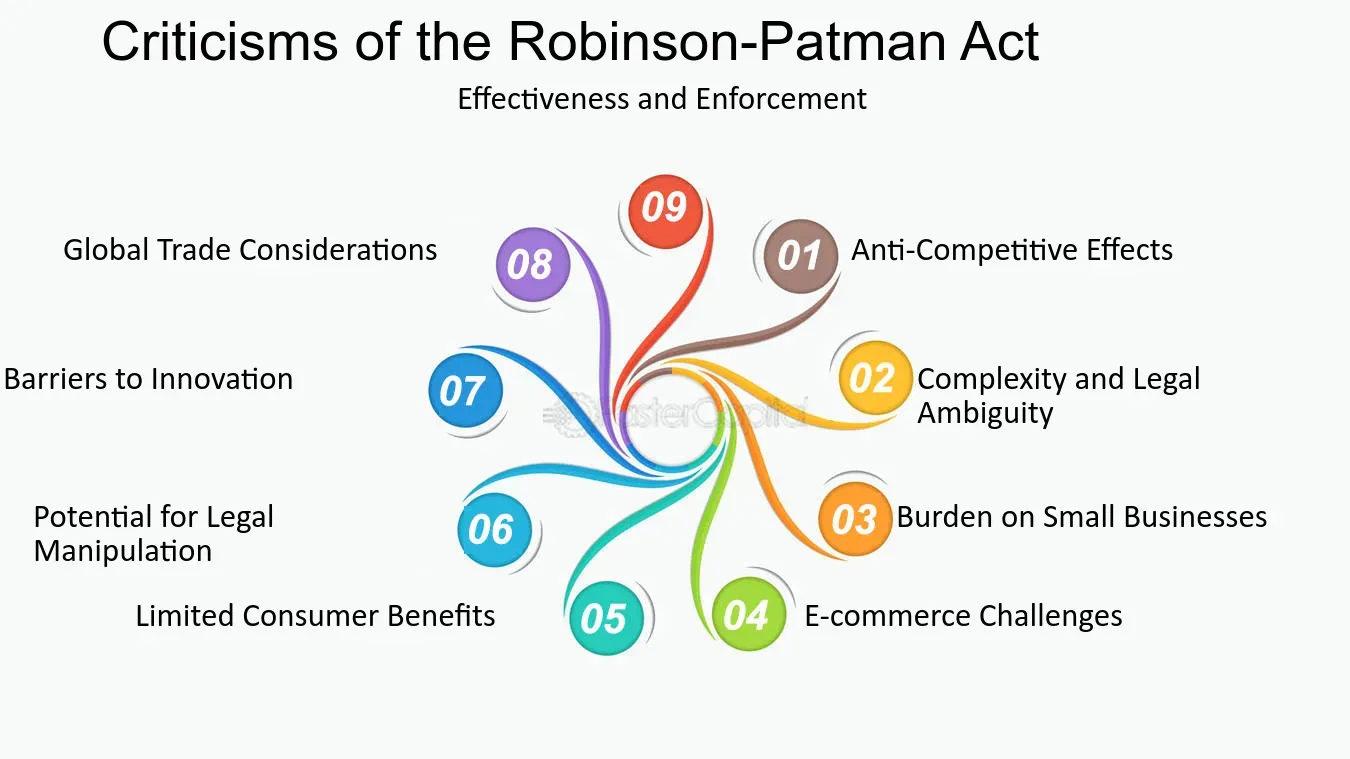 Criticisms of the Robinson-Patman Act
Effectiveness and Enforcement
09
Global Trade Considerations
08
01
Anti-Competitive Effects
Barriers to Innovation
07
02
Complexity and Legal
Ambiguity
FasterCapital
Potential for Legal
Manipulation
06
03
Burden on Small Businesses
Limited Consumer Benefits
05
04
E-commerce Challenges